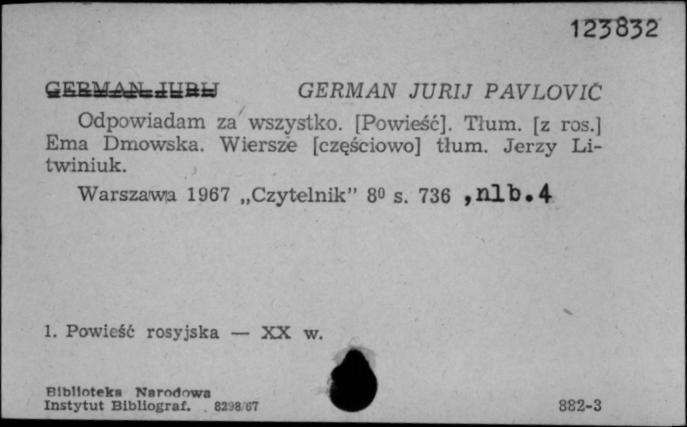 123832
GERMAN JURIJ GERMAN JURIJ PAVLOVIČ
Odpowiadam za wszystko. [Powieść]. Tłum. [z ros.]
Ema Dmowska. Wiersze [częściowo] tłum. Jerzy Li-
twiniuk.
Warszawa 1967 „Czytelnik” 8⁰ s. 736 ,nlb.4
1. Powieść rosyjska — XX w.
Biblioteka Narodowa
Instytut Bibliograf. 8298/67 882-3